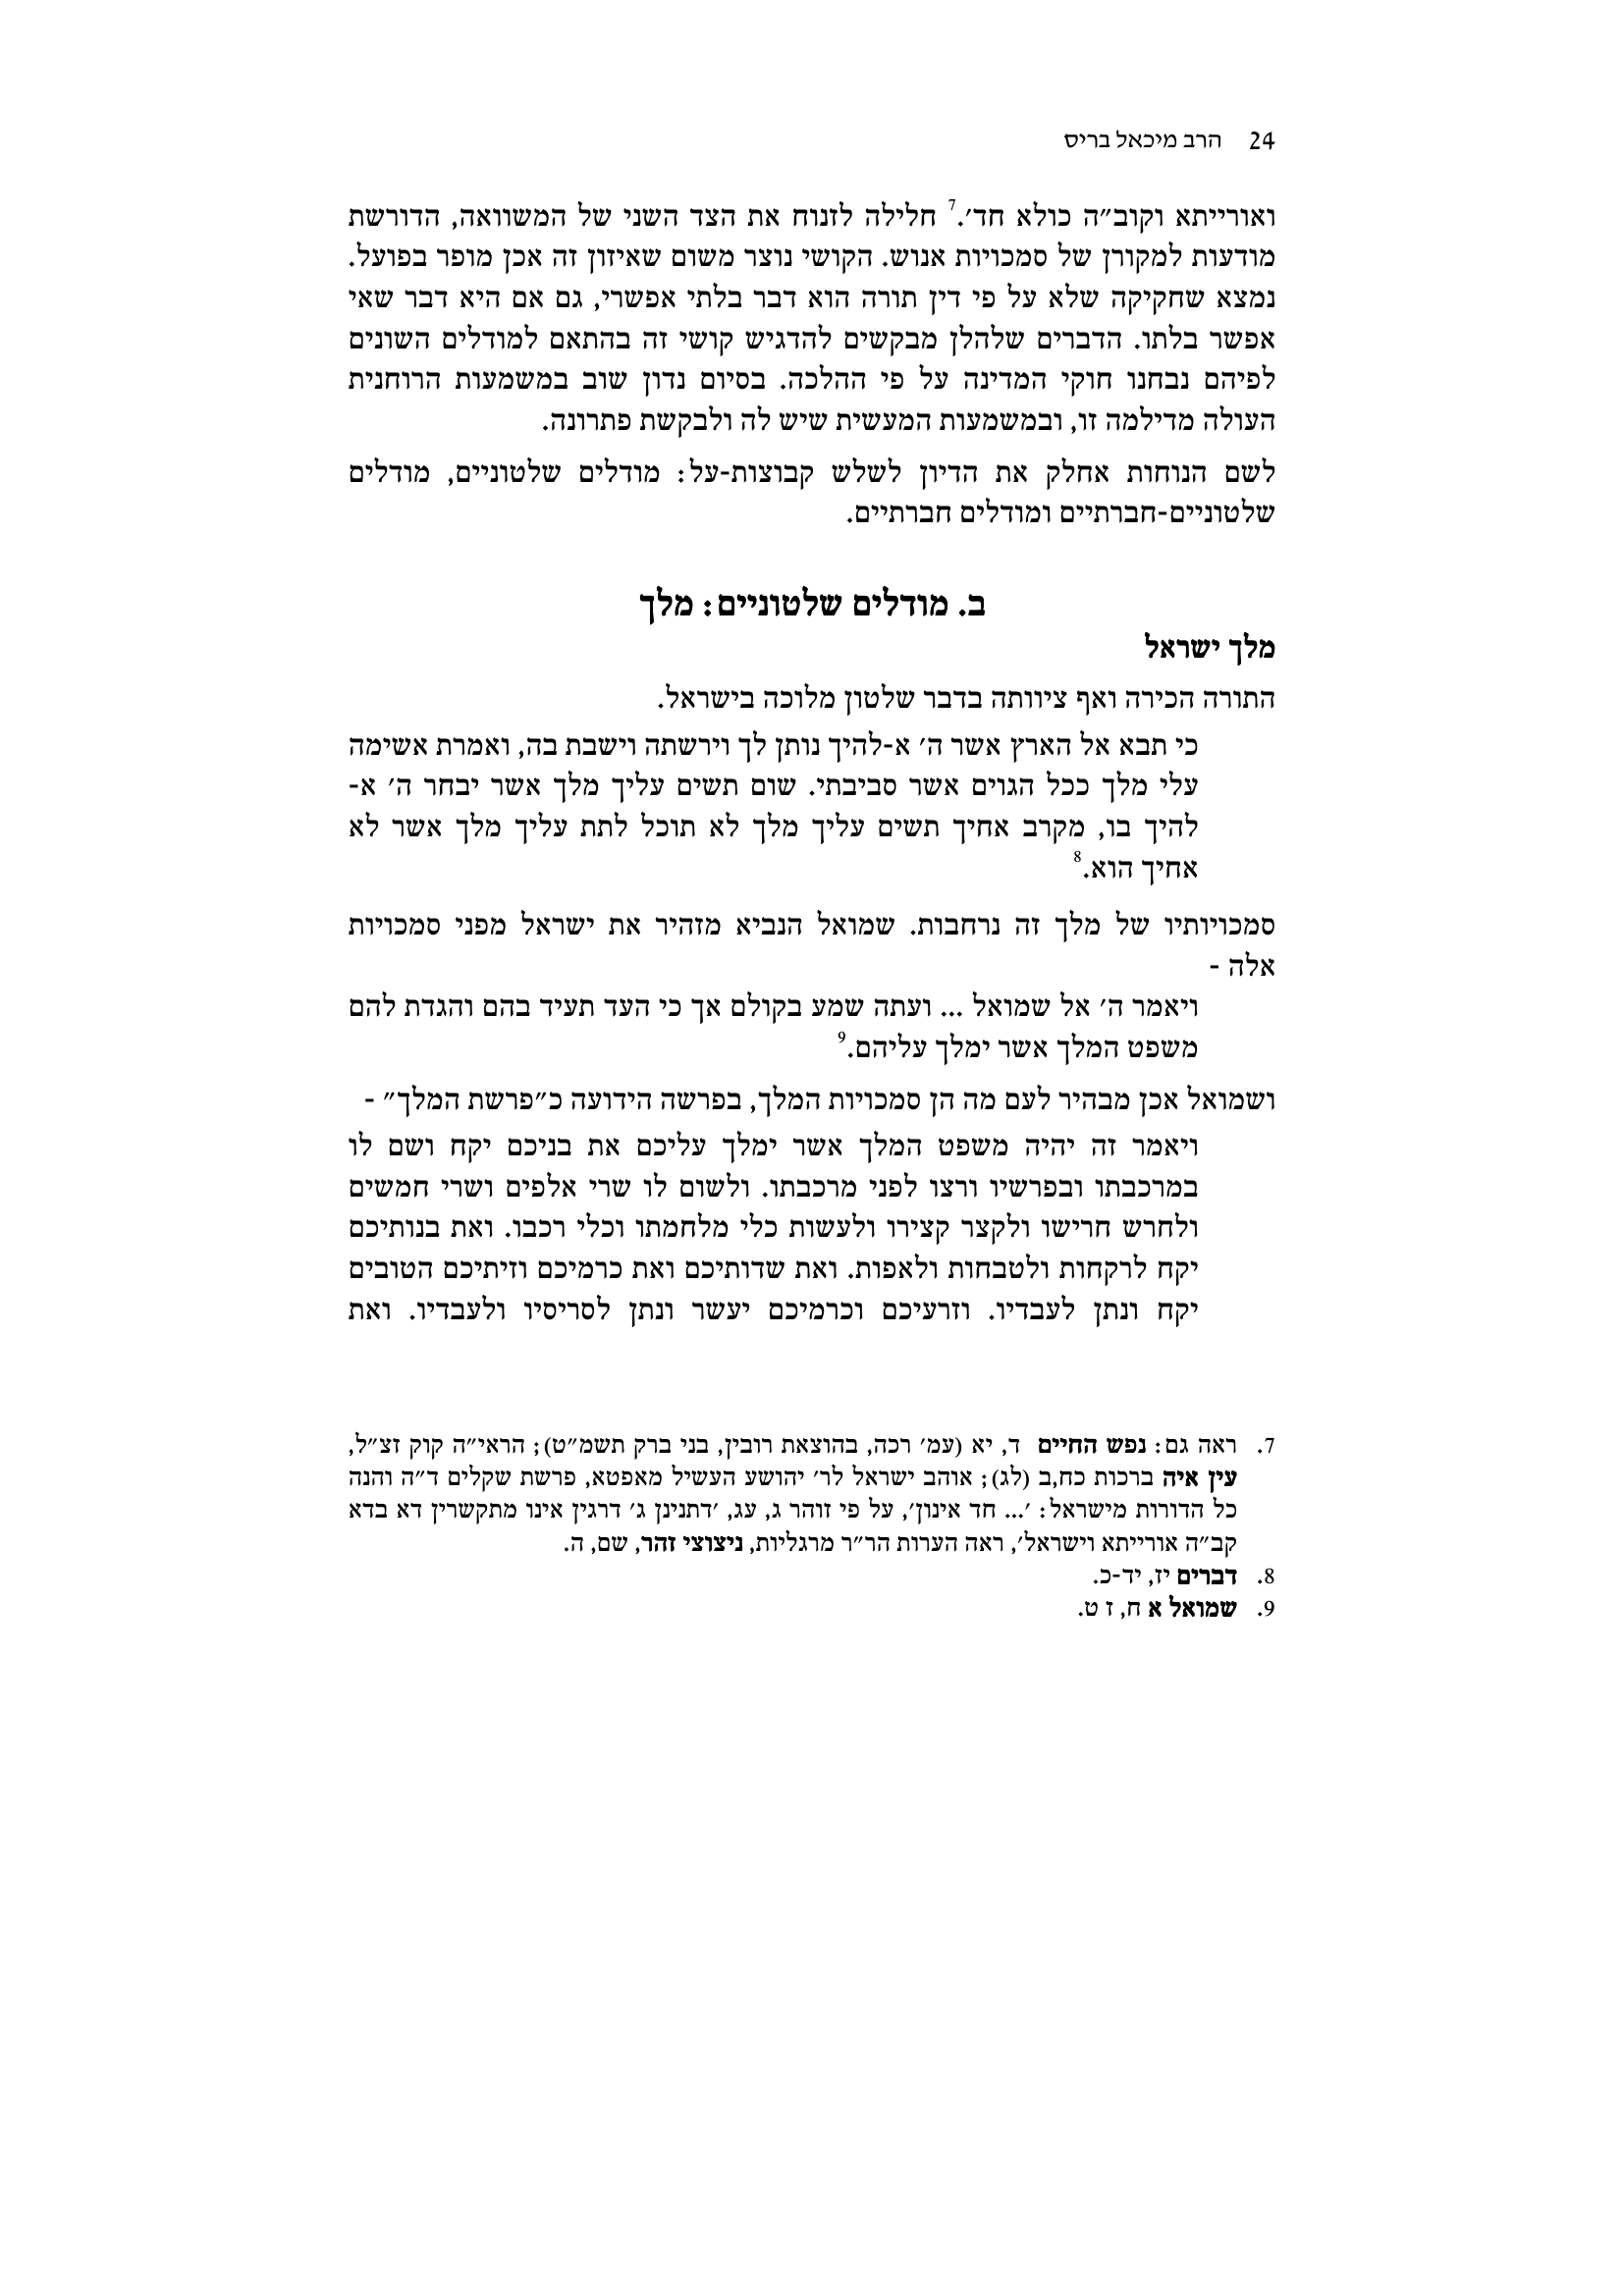 24 הרב מיכאל בריס
ואורייתא וקוב״ה כולא חד׳.7 חלילה לזנוח את הצד השני של המשוואה, הדורשת
מודעות למקורן של סמכויות אנוש. הקושי נוצר משום שאיזון זה אכן מופר בפועל.
נמצא שחקיקה שלא על פי דין תורה הוא דבר בלתי אפשרי, גם אם היא דבר שאי
אפשר בלתו. הדברים שלהלן מבקשים להדגיש קושי זה בהתאם למודלים השונים
לפיהם נבחנו חוקי המדינה על פי ההלכה. בסיום נדון שוב במשמעות הרוחנית
העולה מדילמה זו, ובמשמעות המעשית שיש לה ולבקשת פתרונה.
לשם הנוחות אחלק את הדיון לשלש קבוצות-על: מודלים שלטוניים, מודלים
שלטוניים-חברתיים ומודלים חברתיים.
ב. מודלים שלטוניים: מלך
מלך ישראל
התורה הכירה ואף ציוותה בדבר שלטון מלוכה בישראל.
כי תבא אל הארץ אשר ה׳ א-להיך נותן לך וירשתה וישבת בה, ואמרת אשימה
עלי מלך ככל הגוים אשר סביבתי. שום תשים עליך מלך אשר יבחר ה׳ א-
להיך בו, מקרב אחיך תשים עליך מלך לא תוכל לתת עליך מלך אשר לא
אחיך הוא.8
סמכויותיו של מלך זה נרחבות. שמואל הנביא מזהיר את ישראל מפני סמכויות
אלה -
ויאמר ה׳ אל שמואל ... ועתה שמע בקולם אך כי העד תעיד בהם והגדת להם
משפט המלך אשר ימלך עליהם.9
ושמואל אכן מבהיר לעם מה הן סמכויות המלך, בפרשה הידועה כ״פרשת המלך״ -
ויאמר זה יהיה משפט המלך אשר ימלך עליכם את בניכם יקח ושם לו
במרכבתו ובפרשיו ורצו לפני מרכבתו. ולשום לו שרי אלפים ושרי חמשים
ולחרש חרישו ולקצר קצירו ולעשות כלי מלחמתו וכלי רכבו. ואת בנותיכם
יקח לרקחות ולטבחות ולאפות. ואת שדותיכם ואת כרמיכם וזיתיכם הטובים
יקח ונתן לעבדיו. וזרעיכם וכרמיכם יעשר ונתן לסריסיו ולעבדיו. ואת
7. ראה גם: נפש החיים ד, יא (עמ׳ רכה, בהוצאת רובין, בני ברק תשמ״ט); הראי״ה קוק זצ״ל,
עין איה ברכות כח,ב (לג); אוהב ישראל לר׳ יהושע העשיל מאפטא, פרשת שקלים ד״ה והנה
כל הדורות מישראל: ׳... חד אינון׳, על פי זוהר ג, עג, ׳דתנינן ג׳ דרגין אינו מתקשרין דא בדא
קב״ה אורייתא וישראל׳, ראה הערות הר״ר מרגליות, ניצוצי זהר, שם, ה.
8. דברים יז, יד-כ.
9. שמואל א ח, ז ט.